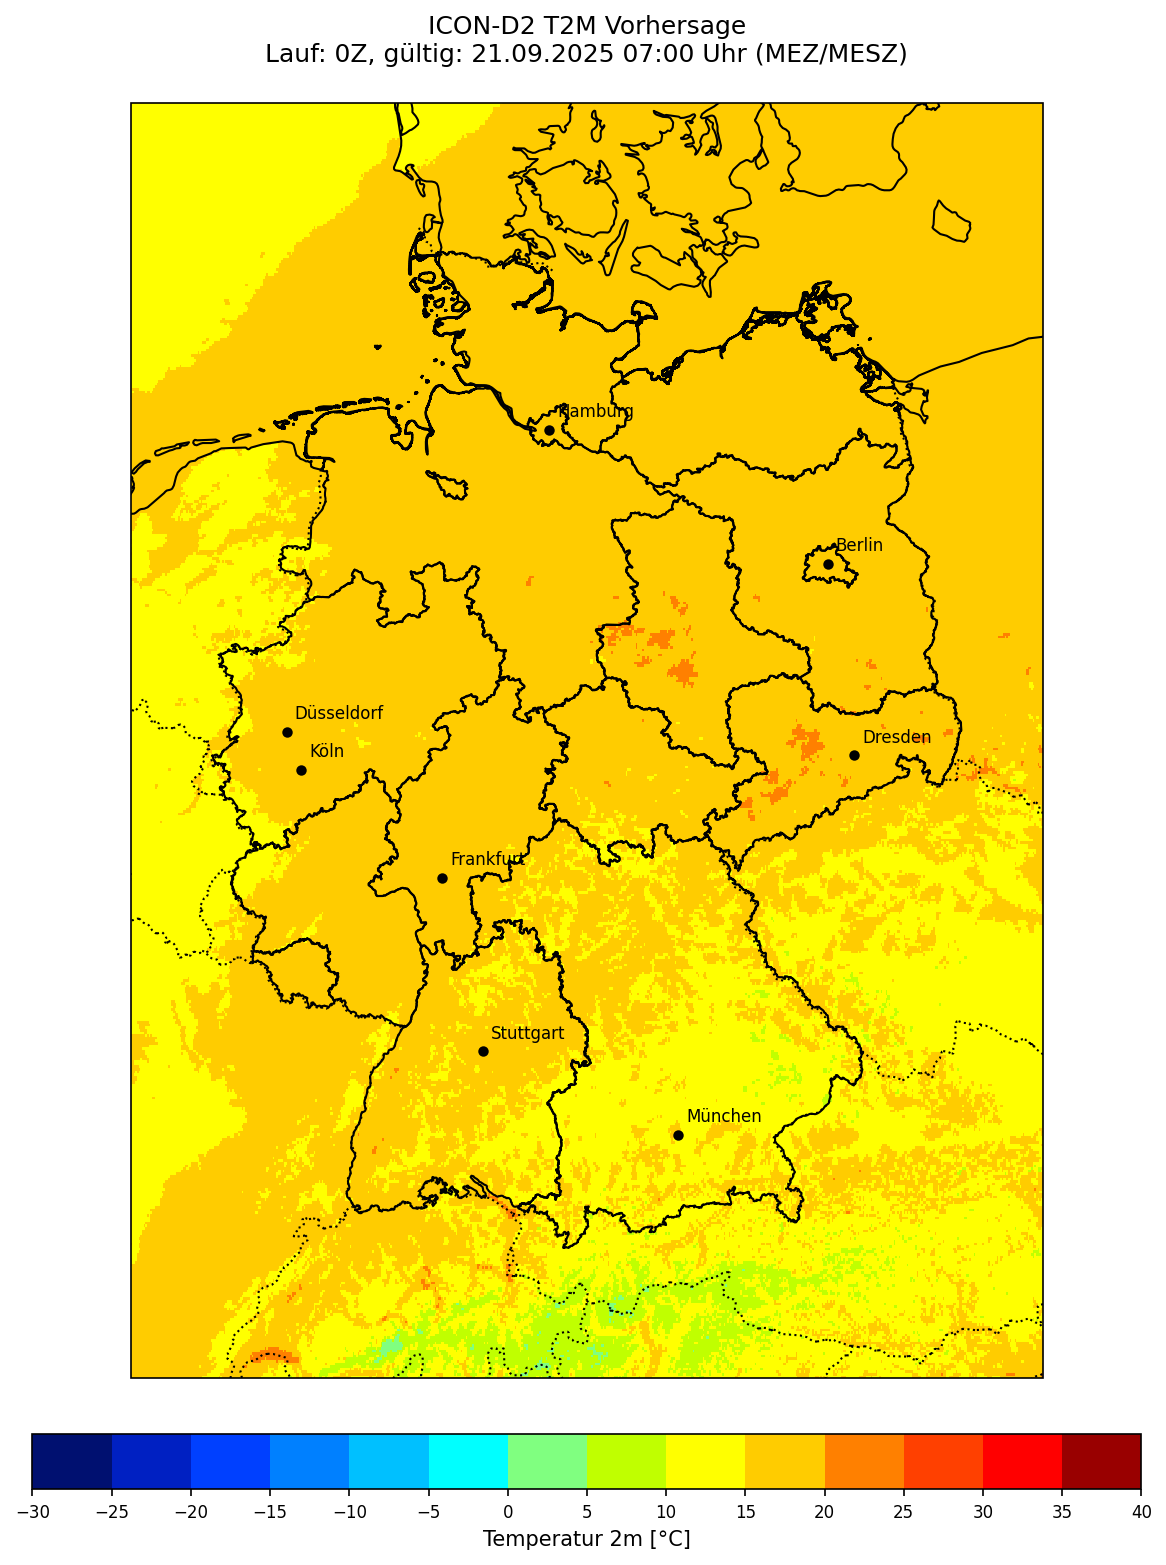 ICON-D2 T2M Vorhersage
Lauf: 0Z, gültig: 21.09.2025 07:00 Uhr (MEZ/MESZ)
Hamburg
Berlin
Düsseldorf
Dresden
Köln
Frankfurt
Stuttgart
München
−30 −25 −20 −15 −10 −5 0 5 10 15 20 25 30 35 40
Temperatur 2m [°C]